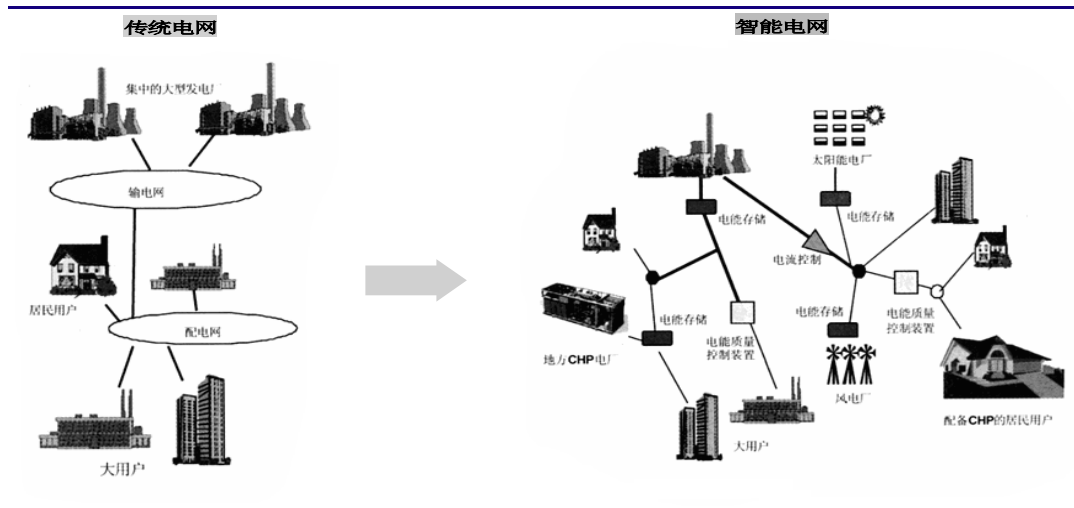 传统电网
智能电网
集中的大型发电厂
输电网
居民用户
配电网
大用户
太阳能电厂
电能存储
电能存储
电流控制
电能存储
电能存储
电能质量
控制装置
电能质量
控制装置
地方CHP电厂
风电厂
大用户
配备CHP的居民用户